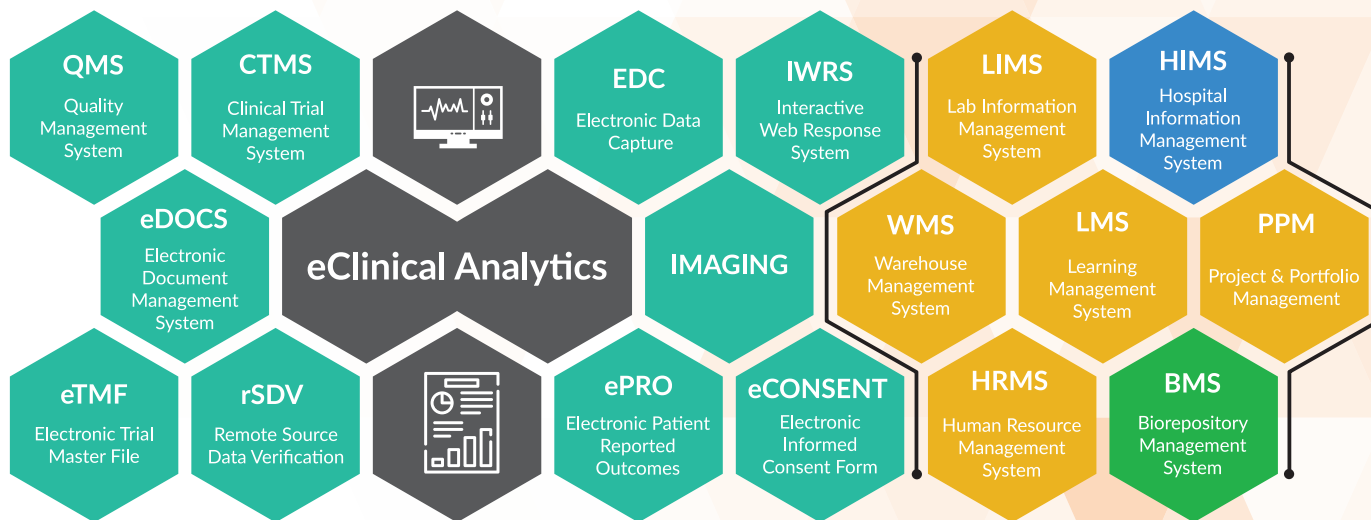 QMS
Quality
Management
System
CTMS
Clinical Trial
Management
System
EDC
Electronic Data
Capture
IWRS
Interactive
Web Response
System
LIMS
Lab Information
Management
System
HIMS
Hospital
Information
Management
System
eDOCS
Electronic
Document
Management
System
eClinical Analytics
IMAGING
WMS
Warehouse
Management
System
LMS
Learning
Management
System
PPM
Project & Portfolio
Management
eTMF
Electronic Trial
Master File
rSDV
Remote Source
Data Verification
ePRO
Electronic Patient
Reported
Outcomes
eCONSENT
Electronic
Informed
Consent Form
HRMS
Human Resource
Management
System
BMS
Biorepository
Management
System